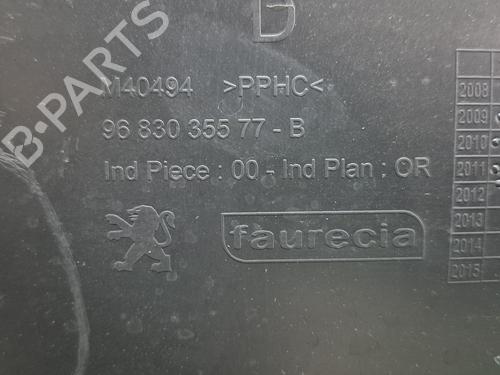 D
M40494 >PPHC<
96 830 355 77 - B
Ind Piece : 00 - Ind Plan : OR
faurecia
2008
2009
2010
2011
2012
2013
2014
2015
B-PARTS